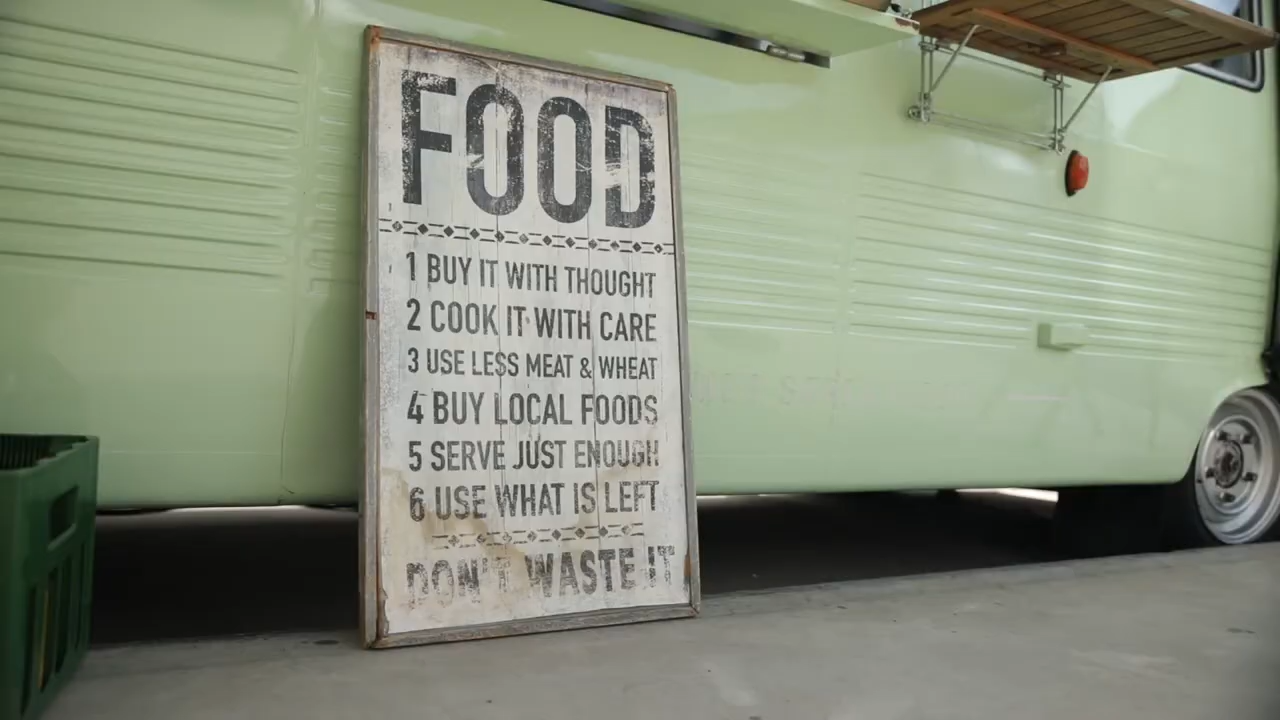 FOOD
1 BUY IT WITH THOUGHT
2 COOK IT WITH CARE
3 USE LESS MEAT & WHEAT
4 BUY LOCAL FOODS
5 SERVE JUST ENOUGH
6 USE WHAT IS LEFT
DON'T WASTE IT